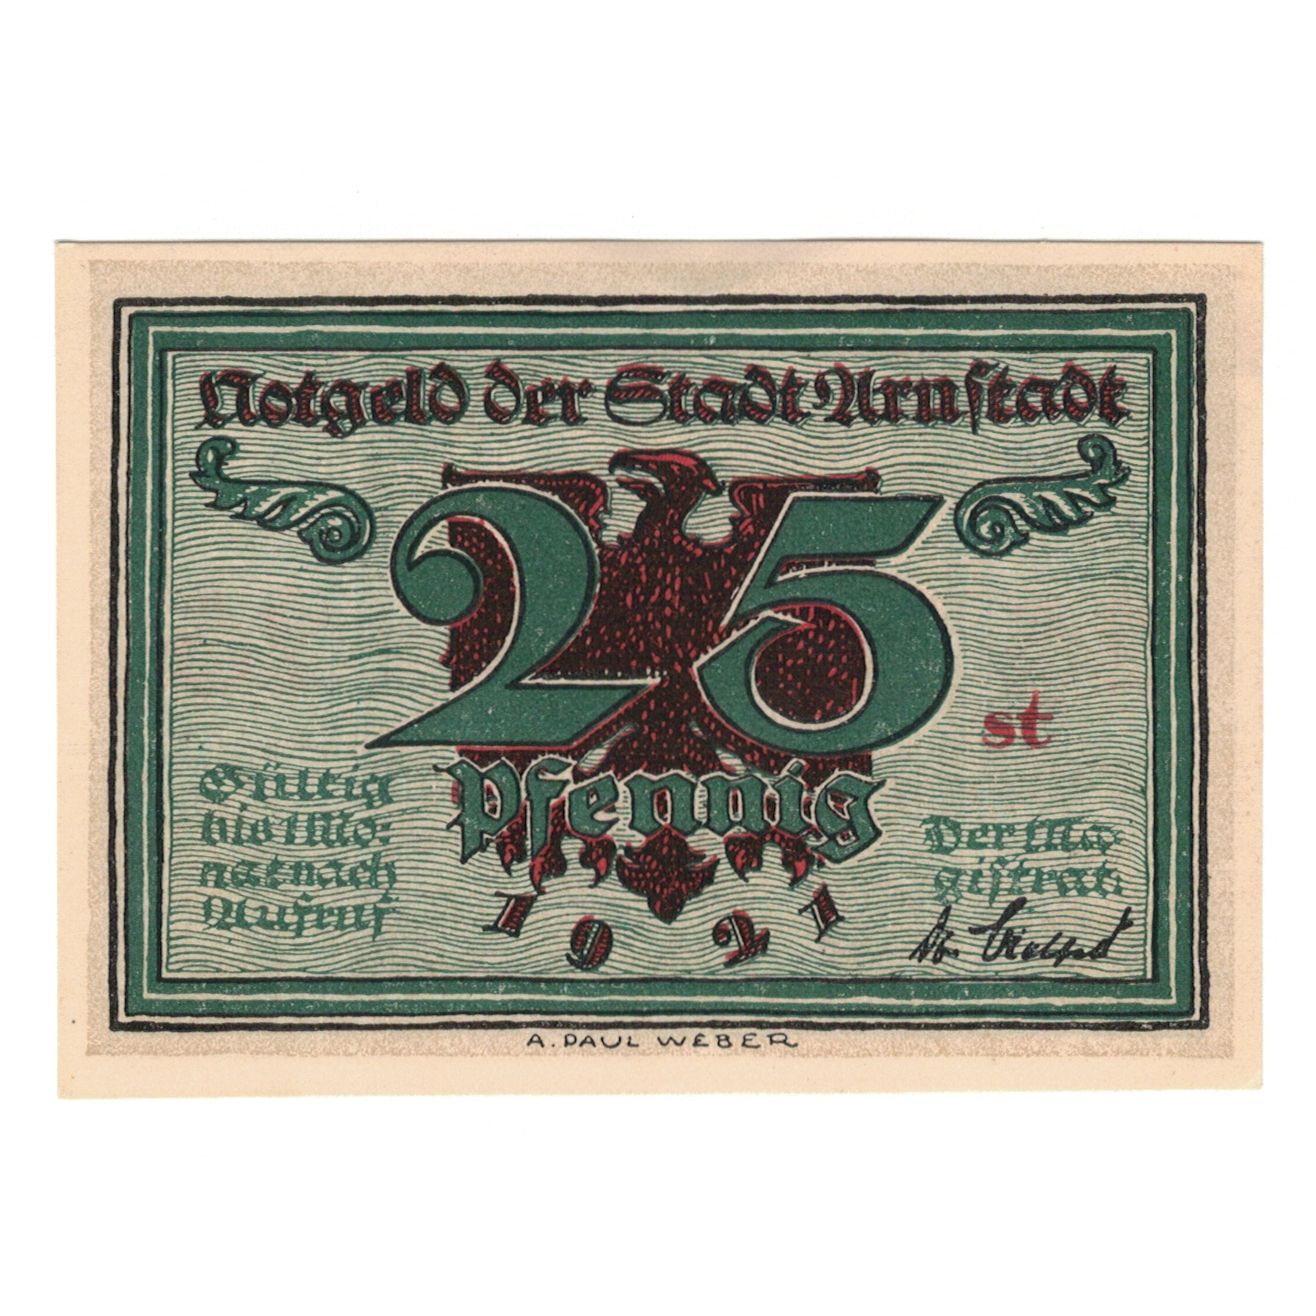 Notgeld der Stadt Arnstadt
25
Pfennig
st
Gültig
bis 1 Mo-
nat nach
Aufruf
Der Ma-
gistrat.
1921
A. PAUL WEBER